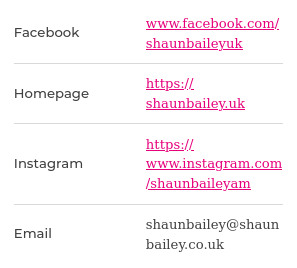 Facebook
www.facebook.com/
shaunbaileyuk
Homepage
https://
shaunbailey.uk
Instagram
https://
www.instagram.com
/shaunbaileyam
Email
shaunbailey@shaun
bailey.co.uk